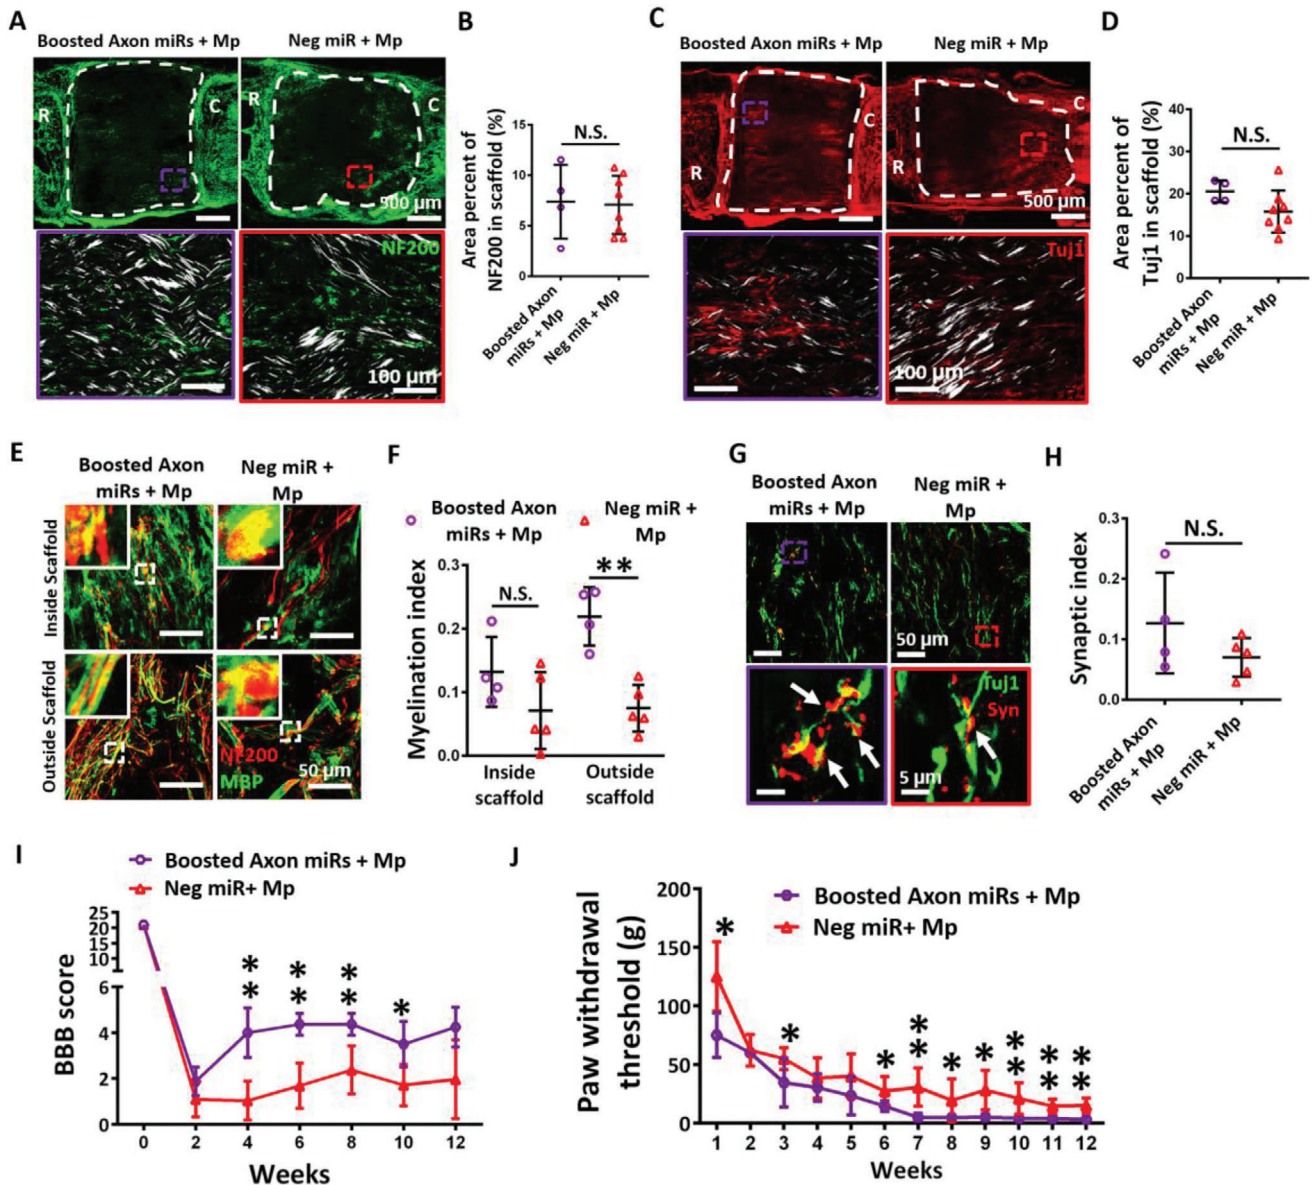 A
Boosted Axon miRs + Mp
Neg miR + Mp
R
C
R
C
500 µm
NF200
100 µm
B
Area percent of
NF200 in scaffold (%)
15
10
5
0
N.S.
Boosted Axon
miRs + Mp
Neg miR + Mp
C
Boosted Axon miRs + Mp
Neg miR + Mp
R
C
R
C
500 µm
Tuj1
100 µm
D
Area percent of
Tuj1 in scaffold (%)
40
30
20
10
0
N.S.
Boosted Axon
miRs + Mp
Neg miR + Mp
E
Boosted Axon
miRs + Mp
Neg miR +
Mp
Inside Scaffold
Outside Scaffold
NF200
MBP
50 µm
F
Boosted Axon
miRs + Mp
Neg miR +
Mp
Myelination index
0.3
0.2
0.1
0.0
N.S.
**
Inside
scaffold
Outside
scaffold
G
Boosted Axon
miRs + Mp
Neg miR +
Mp
50 µm
Tuj1
Syn
5 µm
H
Synaptic index
0.3
0.2
0.1
0.0
N.S.
Boosted Axon
miRs + Mp
Neg miR + Mp
I
Boosted Axon miRs + Mp
Neg miR+ Mp
BBB score
25
20
15
10
6
4
2
0
**
**
**
*
0 2 4 6 8 10 12
Weeks
J
Boosted Axon miRs + Mp
Neg miR+ Mp
Paw withdrawal
threshold (g)
200
150
100
50
0
*
*
*
**
*
*
**
**
**
1 2 3 4 5 6 7 8 9 10 11 12
Weeks